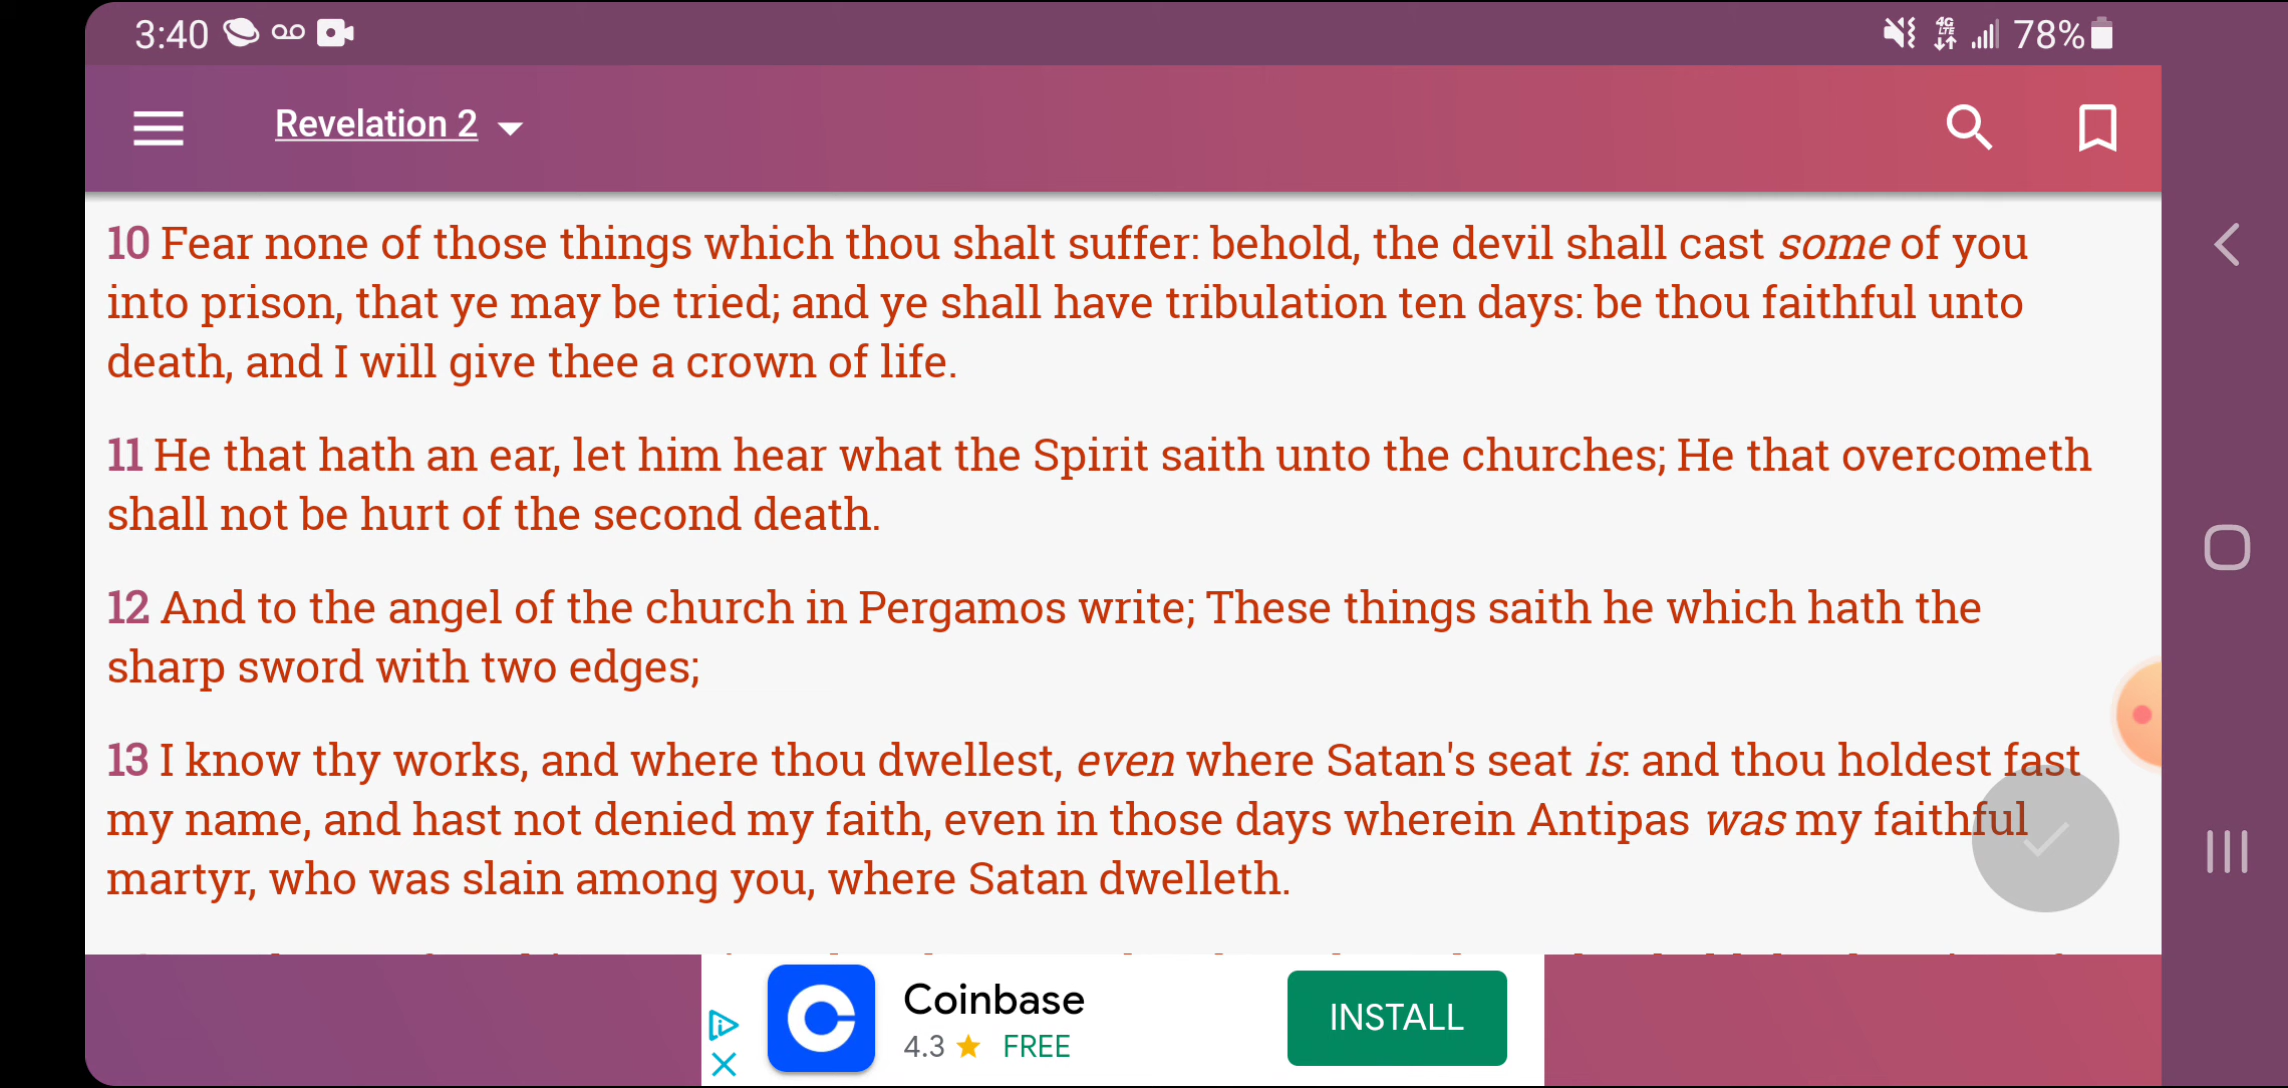 3:40
4G LTE 78%
Revelation 2
10 Fear none of those things which thou shalt suffer: behold, the devil shall cast some of you
into prison, that ye may be tried; and ye shall have tribulation ten days: be thou faithful unto
death, and I will give thee a crown of life.
11 He that hath an ear, let him hear what the Spirit saith unto the churches; He that overcometh
shall not be hurt of the second death.
12 And to the angel of the church in Pergamos write; These things saith he which hath the
sharp sword with two edges;
13 I know thy works, and where thou dwellest, even where Satan's seat is: and thou holdest fast
my name, and hast not denied my faith, even in those days wherein Antipas was my faithful
martyr, who was slain among you, where Satan dwelleth.
Coinbase
4.3 ★ FREE
INSTALL